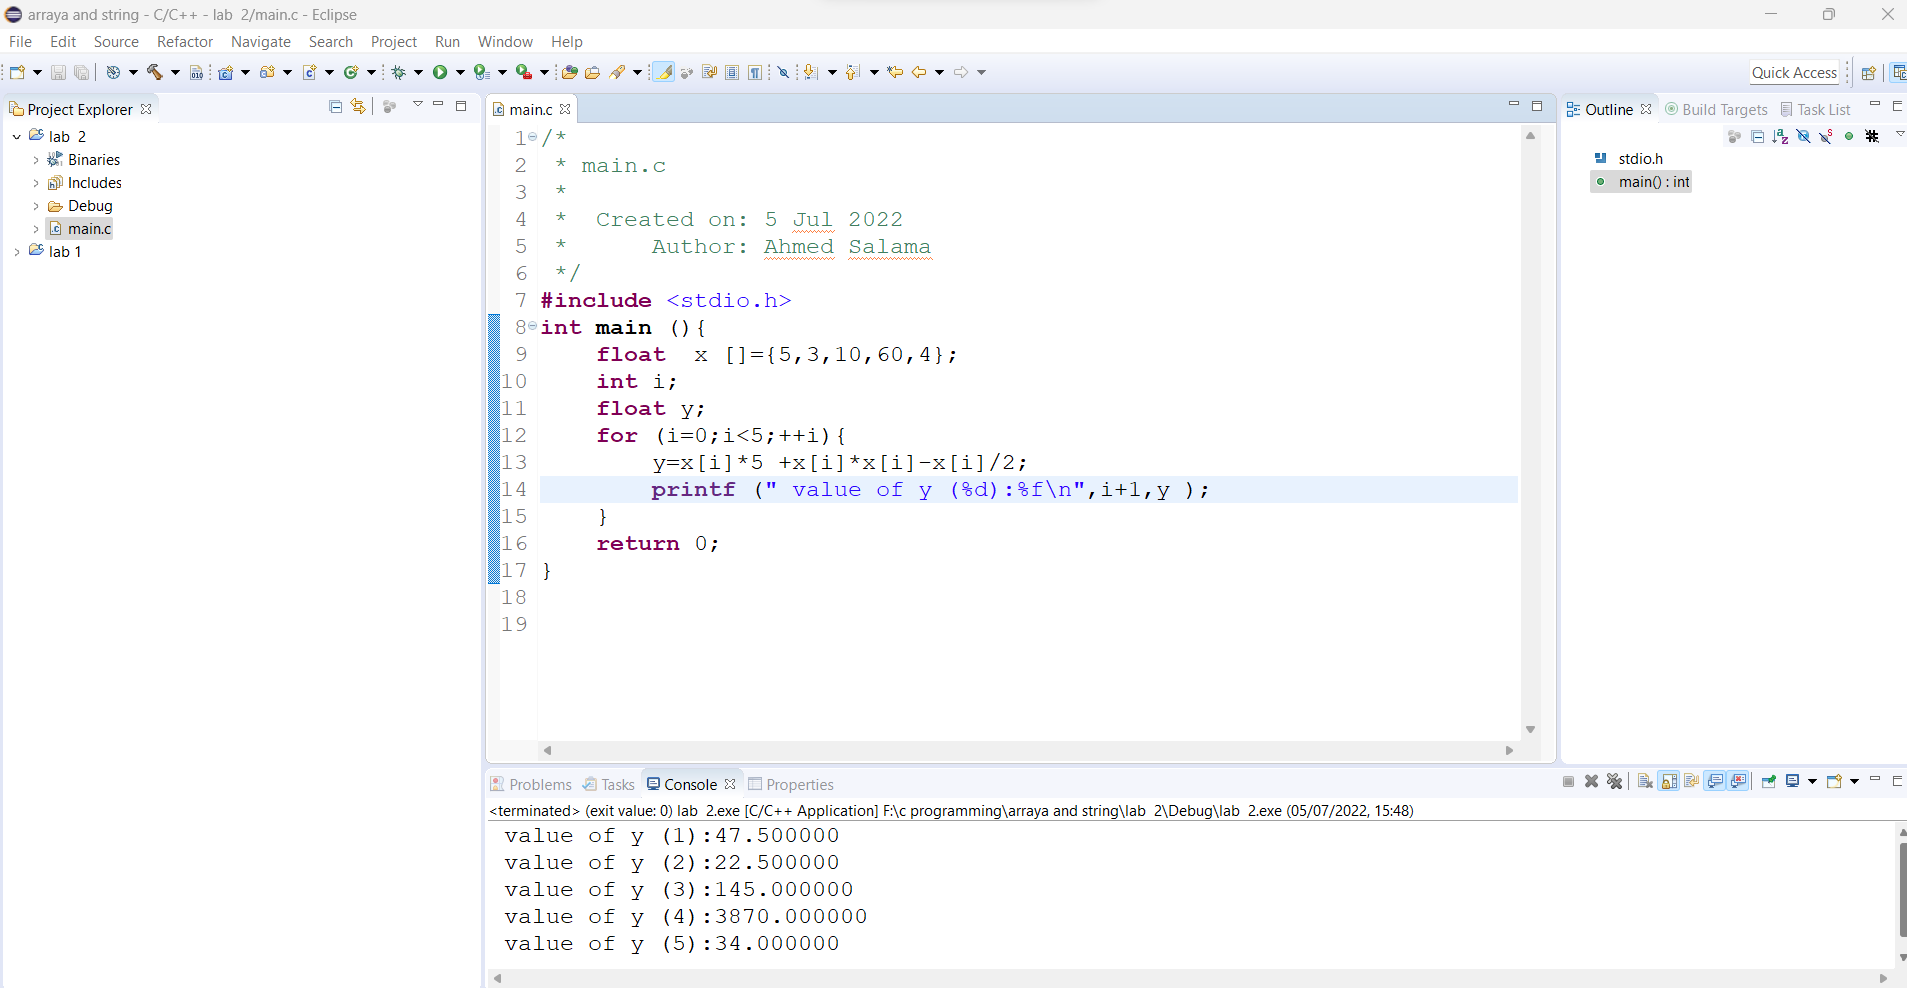 arraya and string - C/C++ - lab  2/main.c - Eclipse
File Edit Source Refactor Navigate Search Project Run Window Help
Quick Access
Project Explorer
lab  2
Binaries
Includes
Debug
main.c
lab 1
main.c
1 /*
2  * main.c
3  *
4  *  Created on: 5 Jul 2022
5  *      Author: Ahmed Salama
6  */
7 #include <stdio.h>
8 int main (){
9     float  x []={5,3,10,60,4};
10     int i;
11     float y;
12     for (i=0;i<5;++i){
13         y=x[i]*5 +x[i]*x[i]-x[i]/2;
14         printf (" value of y (%d):%f\n",i+1,y );
15     }
16     return 0;
17 }
18
19
Outline Build Targets Task List
stdio.h
main() : int
Problems Tasks Console Properties
<terminated> (exit value: 0) lab  2.exe [C/C++ Application] F:\c programming\arraya and string\lab  2\Debug\lab  2.exe (05/07/2022, 15:48)
value of y (1):47.500000
value of y (2):22.500000
value of y (3):145.000000
value of y (4):3870.000000
value of y (5):34.000000